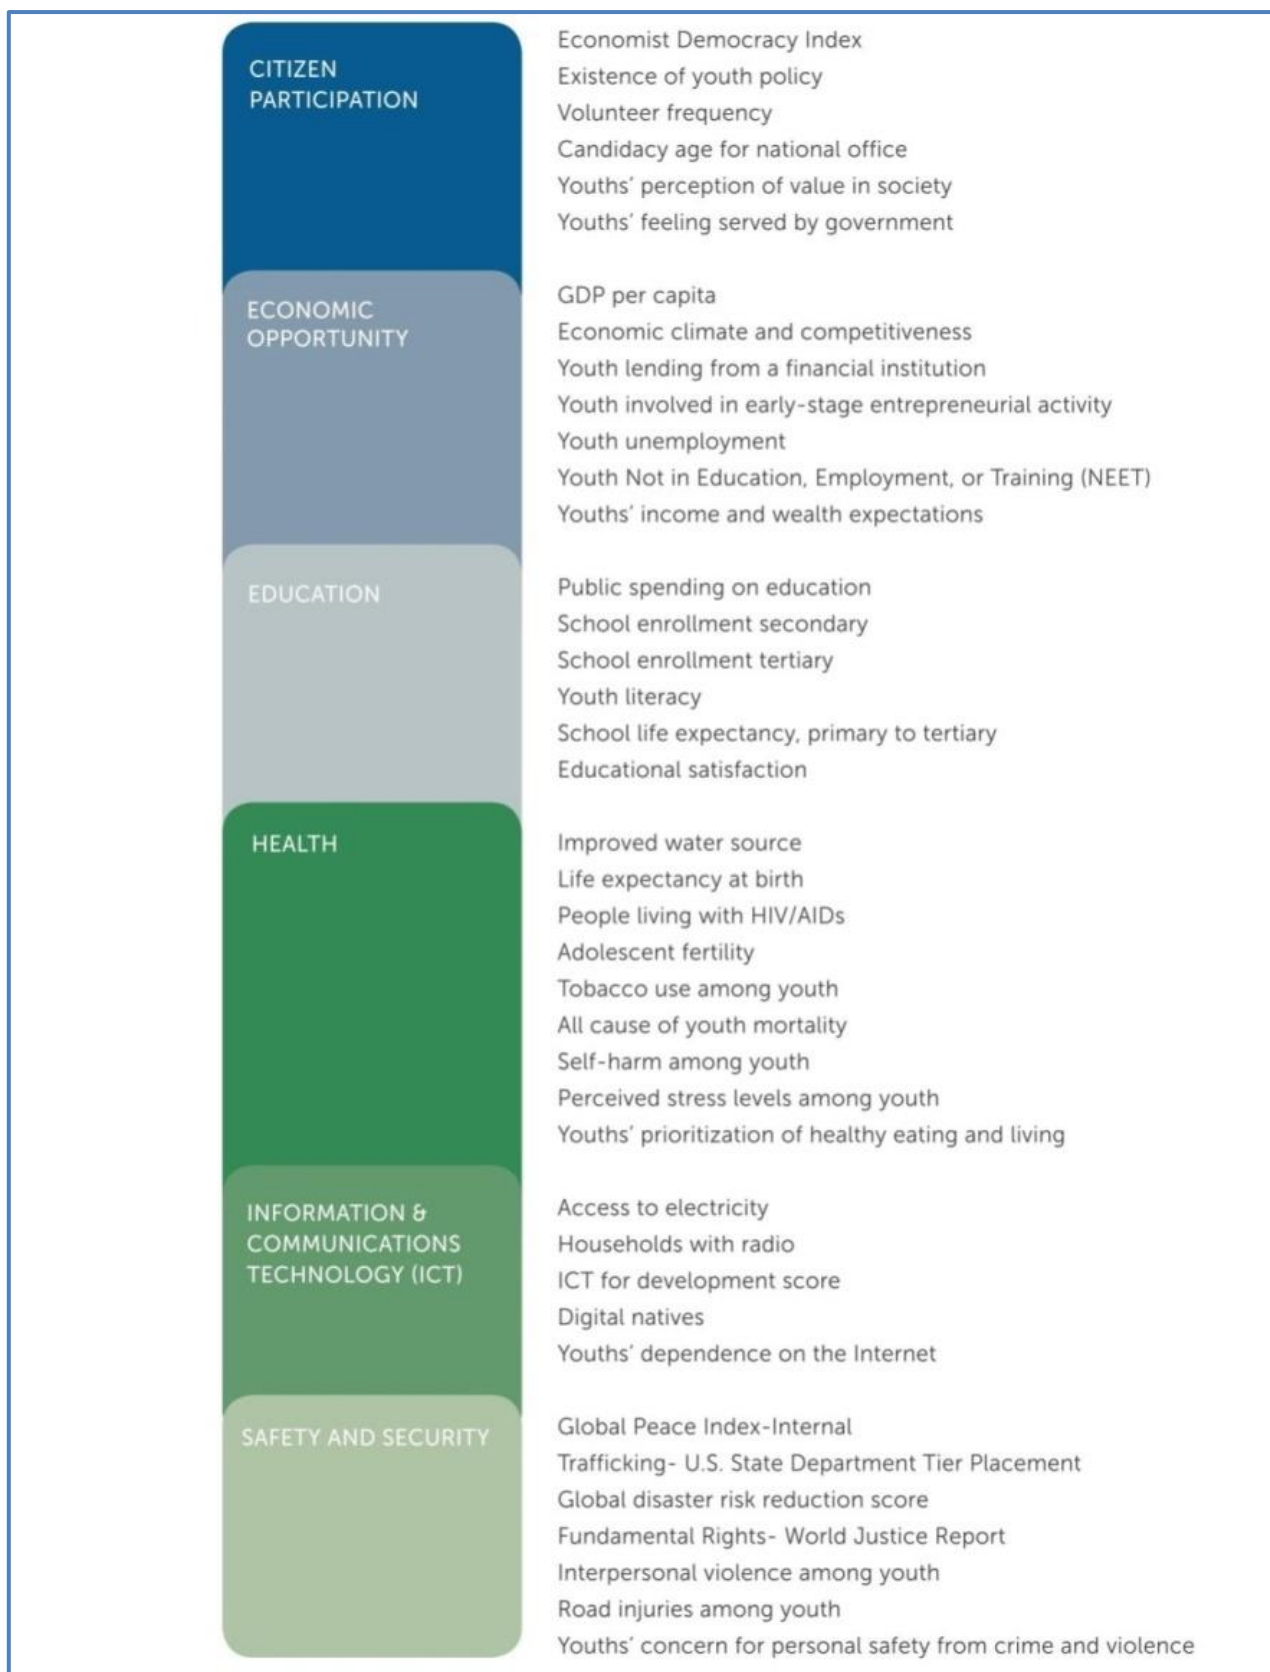 CITIZEN
PARTICIPATION
Economist Democracy Index
Existence of youth policy
Volunteer frequency
Candidacy age for national office
Youths’ perception of value in society
Youths’ feeling served by government
ECONOMIC
OPPORTUNITY
GDP per capita
Economic climate and competitiveness
Youth lending from a financial institution
Youth involved in early-stage entrepreneurial activity
Youth unemployment
Youth Not in Education, Employment, or Training (NEET)
Youths’ income and wealth expectations
EDUCATION
Public spending on education
School enrollment secondary
School enrollment tertiary
Youth literacy
School life expectancy, primary to tertiary
Educational satisfaction
HEALTH
Improved water source
Life expectancy at birth
People living with HIV/AIDs
Adolescent fertility
Tobacco use among youth
All cause of youth mortality
Self-harm among youth
Perceived stress levels among youth
Youths’ prioritization of healthy eating and living
INFORMATION &
COMMUNICATIONS
TECHNOLOGY (ICT)
Access to electricity
Households with radio
ICT for development score
Digital natives
Youths’ dependence on the Internet
SAFETY AND SECURITY
Global Peace Index-Internal
Trafficking- U.S. State Department Tier Placement
Global disaster risk reduction score
Fundamental Rights- World Justice Report
Interpersonal violence among youth
Road injuries among youth
Youths’ concern for personal safety from crime and violence